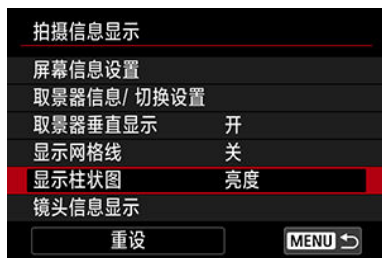 拍摄信息显示
屏幕信息设置
取景器信息/ 切换设置
取景器垂直显示 开
显示网格线 关
显示柱状图 亮度
镜头信息显示
重设 MENU